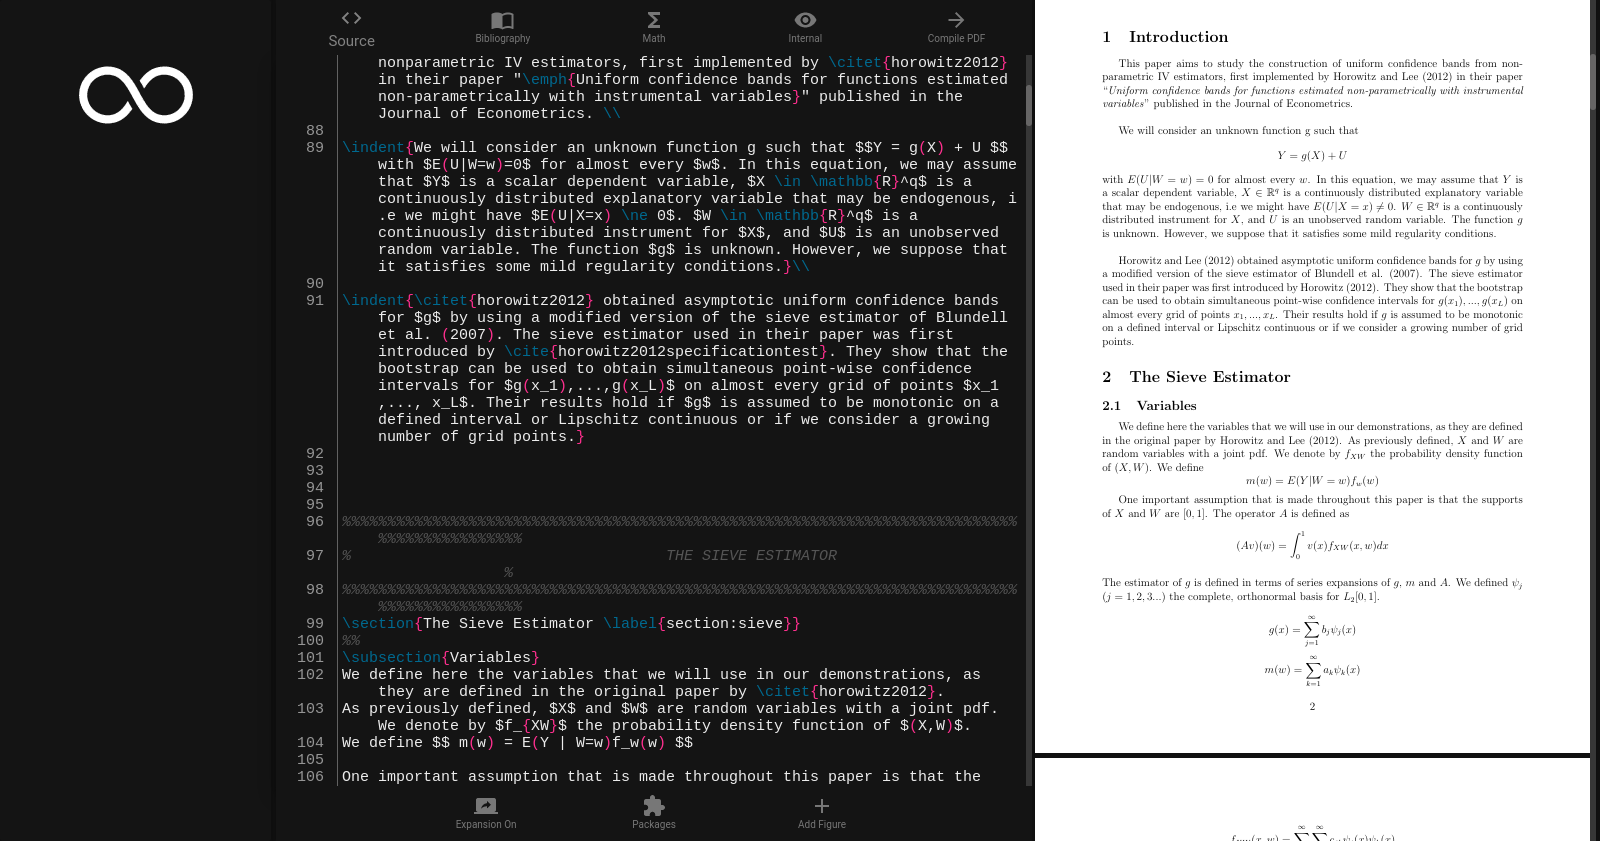 Source
Bibliography
Math
Internal
Compile PDF
nonparametric IV estimators, first implemented by \citet{horowitz2012}
in their paper "\emph{Uniform confidence bands for functions estimated
non-parametrically with instrumental variables}" published in the
Journal of Econometrics. \\
88
89 \indent{We will consider an unknown function g such that $$Y = g(X) + U $$
with $E(U|W=w)=0$ for almost every $w$. In this equation, we may assume
that $Y$ is a scalar dependent variable, $X \in \mathbb{R}^q$ is a
continuously distributed explanatory variable that may be endogenous, i
.e we might have $E(U|X=x) \ne 0$. $W \in \mathbb{R}^q$ is a
continuously distributed instrument for $X$, and $U$ is an unobserved
random variable. The function $g$ is unknown. However, we suppose that
it satisfies some mild regularity conditions.}\\
90
91 \indent{\citet{horowitz2012} obtained asymptotic uniform confidence bands
for $g$ by using a modified version of the sieve estimator of Blundell
et al. (2007). The sieve estimator used in their paper was first
introduced by \cite{horowitz2012specificationtest}. They show that the
bootstrap can be used to obtain simultaneous point-wise confidence
intervals for $g(x_1),...,g(x_L)$ on almost every grid of points $x_1
,..., x_L$. Their results hold if $g$ is assumed to be monotonic on a
defined interval or Lipschitz continuous or if we consider a growing
number of grid points.}
92
93
94
95
96 %%%%%%%%%%%%%%%%%%%%%%%%%%%%%%%%%%%%%%%%%%%%%%%%%%%%%%%%%%%%%%%%%%%%%%%%%%%%%
%%%%%%%%%%%%%%%%
97 % THE SIEVE ESTIMATOR
%
98 %%%%%%%%%%%%%%%%%%%%%%%%%%%%%%%%%%%%%%%%%%%%%%%%%%%%%%%%%%%%%%%%%%%%%%%%%%%%%
%%%%%%%%%%%%%%%%
99 \section{The Sieve Estimator \label{section:sieve}}
100 %%
101 \subsection{Variables}
102 We define here the variables that we will use in our demonstrations, as
they are defined in the original paper by \citet{horowitz2012}.
103 As previously defined, $X$ and $W$ are random variables with a joint pdf.
We denote by $f_{XW}$ the probability density function of $(X,W)$.
104 We define $$ m(w) = E(Y | W=w)f_w(w) $$
105
106 One important assumption that is made throughout this paper is that the
Expansion On
Packages
Add Figure
1 Introduction
This paper aims to study the construction of uniform confidence bands from non-
parametric IV estimators, first implemented by Horowitz and Lee (2012) in their paper
“Uniform confidence bands for functions estimated non-parametrically with instrumental
variables” published in the Journal of Econometrics.
We will consider an unknown function g such that
Y = g(X) + U
with E(U|W = w) = 0 for almost every w. In this equation, we may assume that Y is
a scalar dependent variable, X ∈ ℝ^q is a continuously distributed explanatory variable
that may be endogenous, i.e we might have E(U|X = x) ≠ 0. W ∈ ℝ^q is a continuously
distributed instrument for X, and U is an unobserved random variable. The function g
is unknown. However, we suppose that it satisfies some mild regularity conditions.
Horowitz and Lee (2012) obtained asymptotic uniform confidence bands for g by using
a modified version of the sieve estimator of Blundell et al. (2007). The sieve estimator
used in their paper was first introduced by Horowitz (2012). They show that the bootstrap
can be used to obtain simultaneous point-wise confidence intervals for g(x_1), ..., g(x_L) on
almost every grid of points x_1, ..., x_L. Their results hold if g is assumed to be monotonic
on a defined interval or Lipschitz continuous or if we consider a growing number of grid
points.
2 The Sieve Estimator
2.1 Variables
We define here the variables that we will use in our demonstrations, as they are defined
in the original paper by Horowitz and Lee (2012). As previously defined, X and W are
random variables with a joint pdf. We denote by f_{XW} the probability density function
of (X, W). We define
m(w) = E(Y|W = w)f_w(w)
One important assumption that is made throughout this paper is that the supports
of X and W are [0, 1]. The operator A is defined as
(Av)(w) = ∫_0^1 v(x)f_{XW}(x, w)dx
The estimator of g is defined in terms of series expansions of g, m and A. We defined ψ_j
(j = 1, 2, 3...) the complete, orthonormal basis for L_2[0, 1].
g(x) = ∑_{j=1}^∞ b_jψ_j(x)
m(w) = ∑_{k=1}^∞ a_kψ_k(x)
2